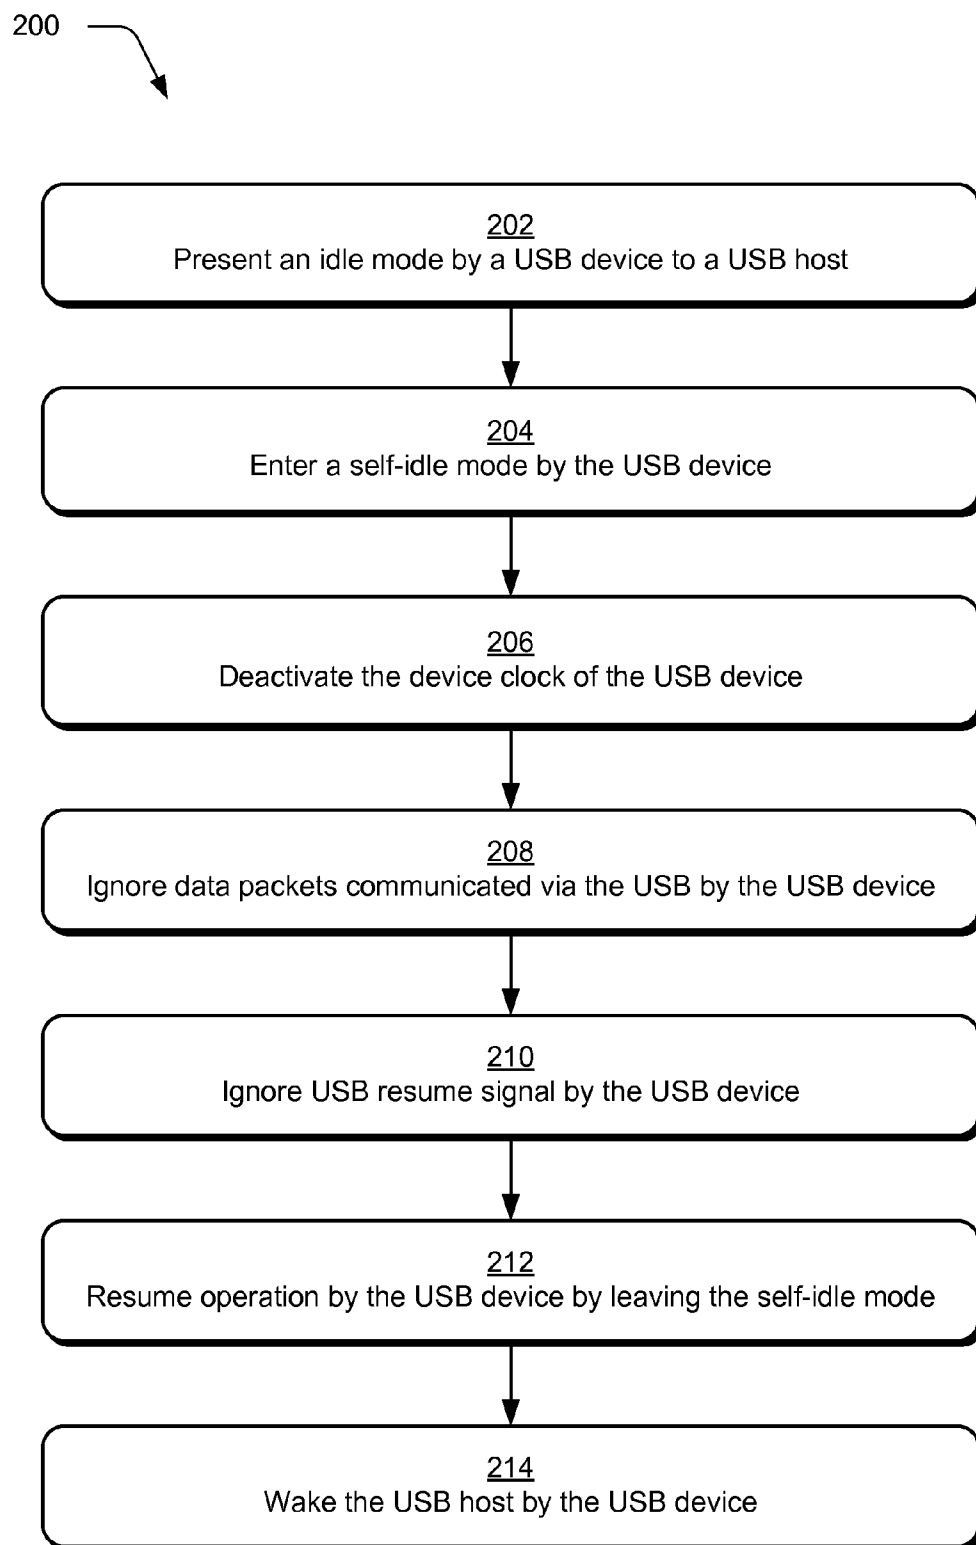 200
202
Present an idle mode by a USB device to a USB host
204
Enter a self-idle mode by the USB device
206
Deactivate the device clock of the USB device
208
Ignore data packets communicated via the USB by the USB device
210
Ignore USB resume signal by the USB device
212
Resume operation by the USB device by leaving the self-idle mode
214
Wake the USB host by the USB device